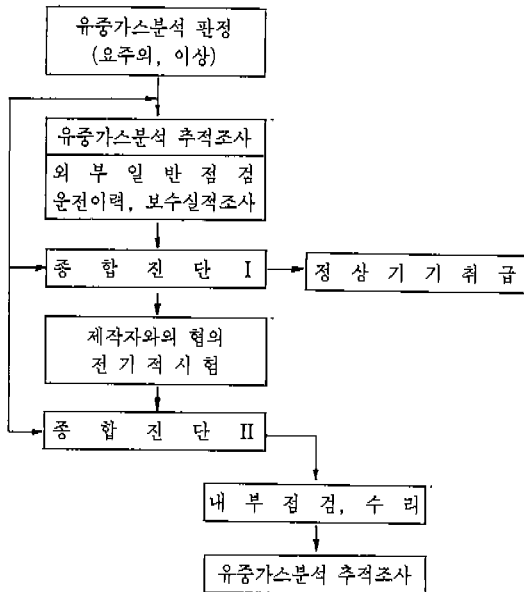 유중가스분석 판정
(요주의, 이상)
유중가스분석 추적조사
외 부 일 반 점 검
운전이력, 보수실적조사
종 합 진 단 I
정 상 기 기 취 급
제작자와의 협의
전 기 적 시 험
종 합 진 단 II
내 부 점 검, 수 리
유중가스분석 추적조사